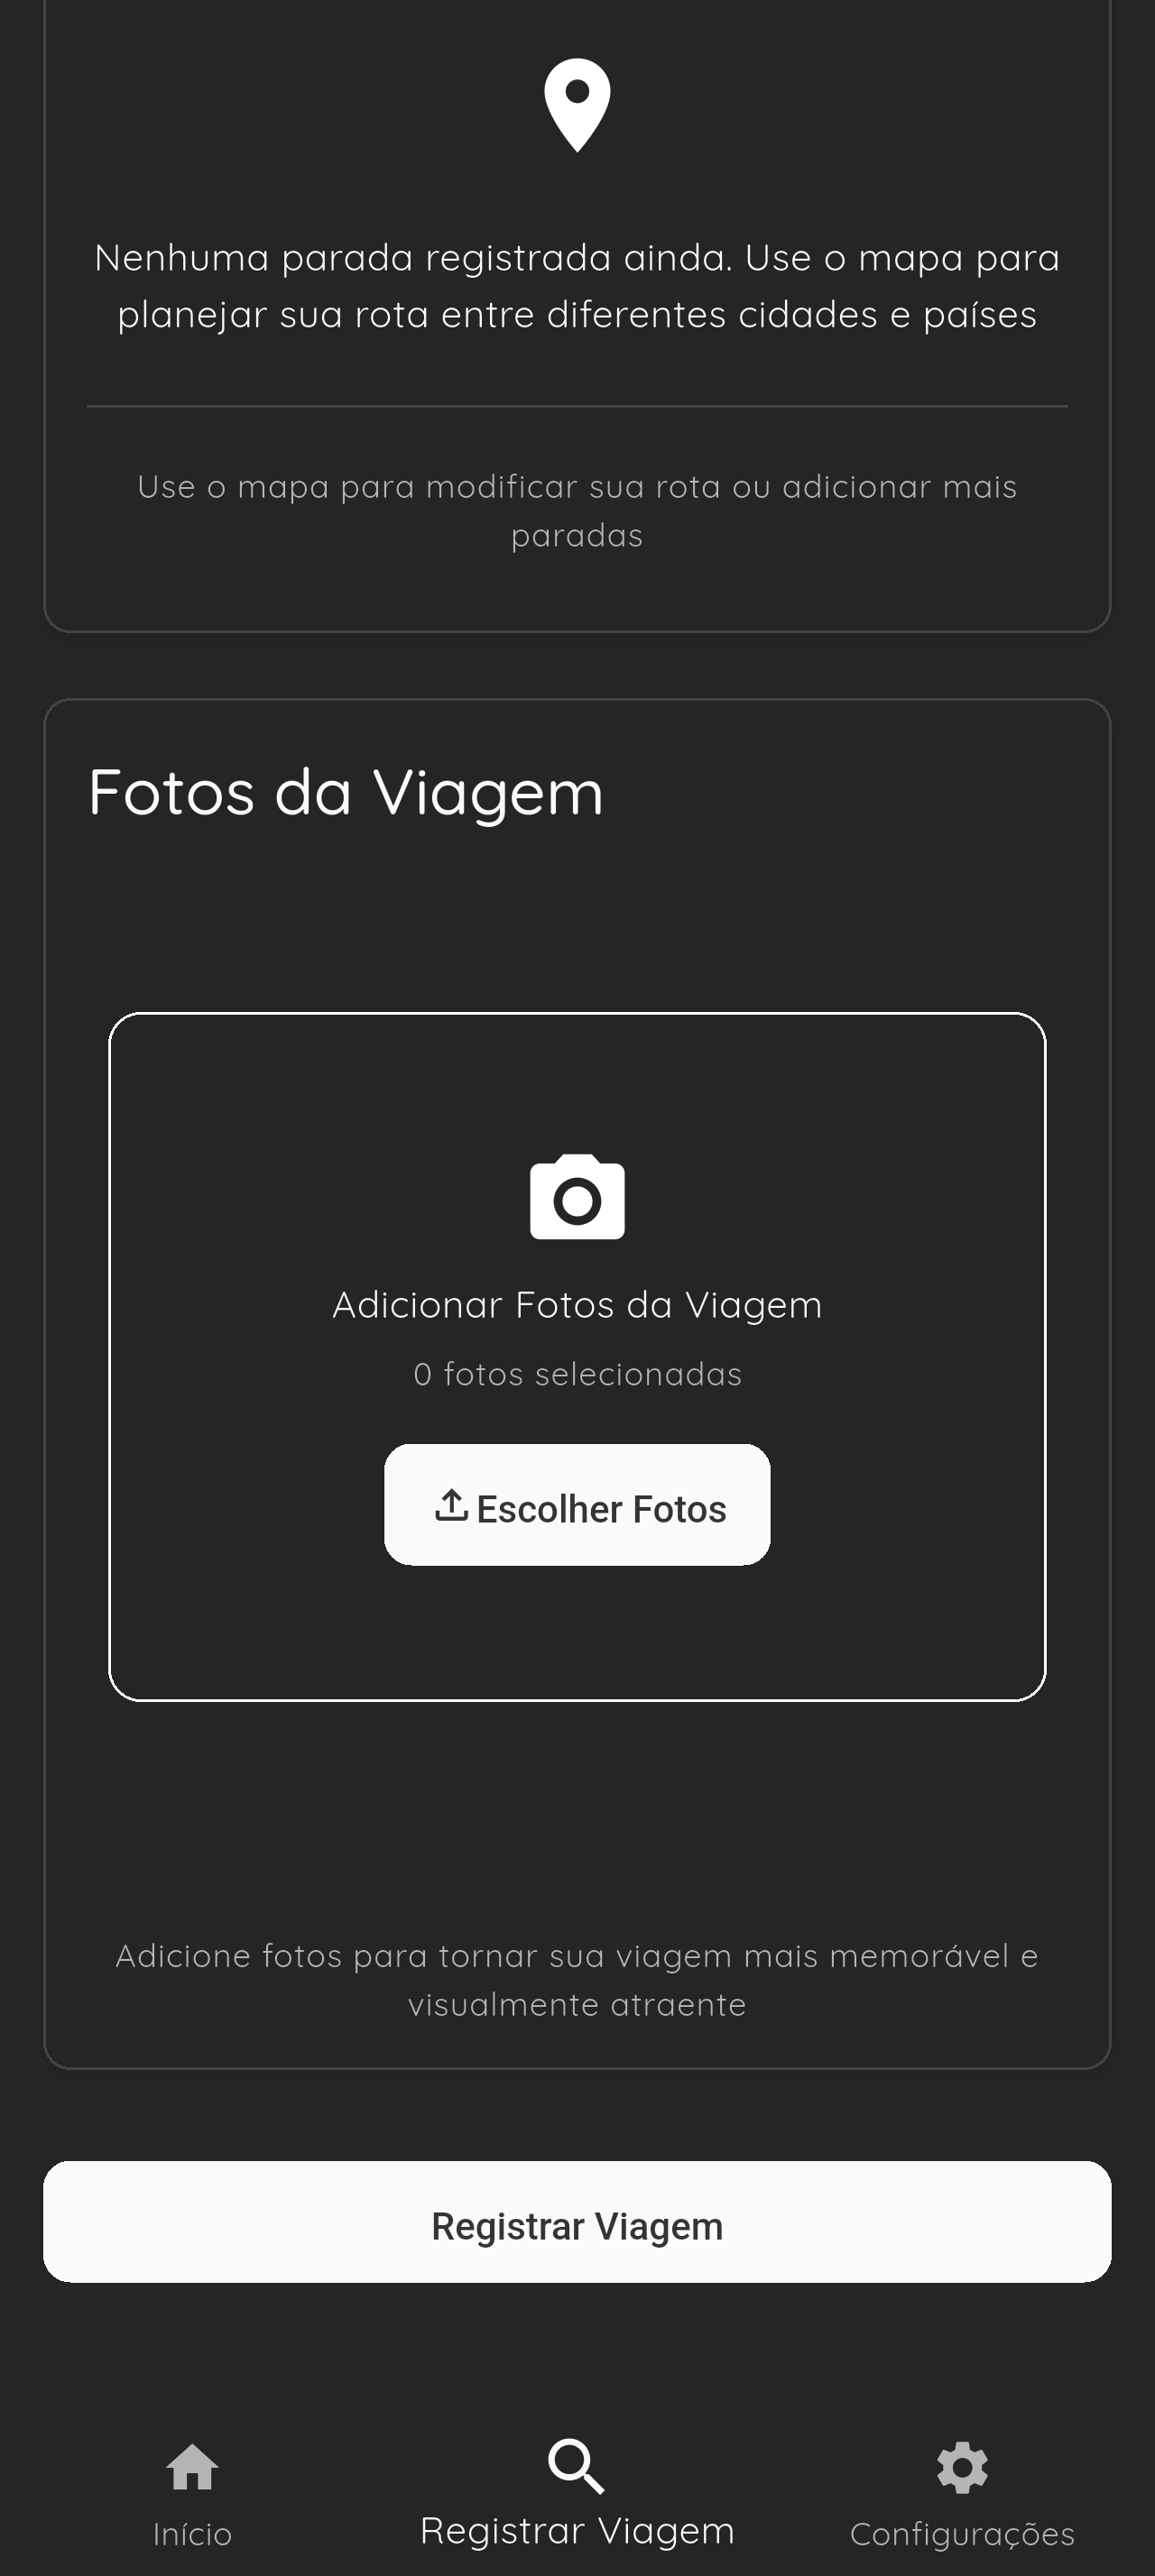 Nenhuma parada registrada ainda. Use o mapa para
planejar sua rota entre diferentes cidades e países
Use o mapa para modificar sua rota ou adicionar mais
paradas
Fotos da Viagem
Adicionar Fotos da Viagem
0 fotos selecionadas
Escolher Fotos
Adicione fotos para tornar sua viagem mais memorável e
visualmente atraente
Registrar Viagem
Início
Registrar Viagem
Configurações